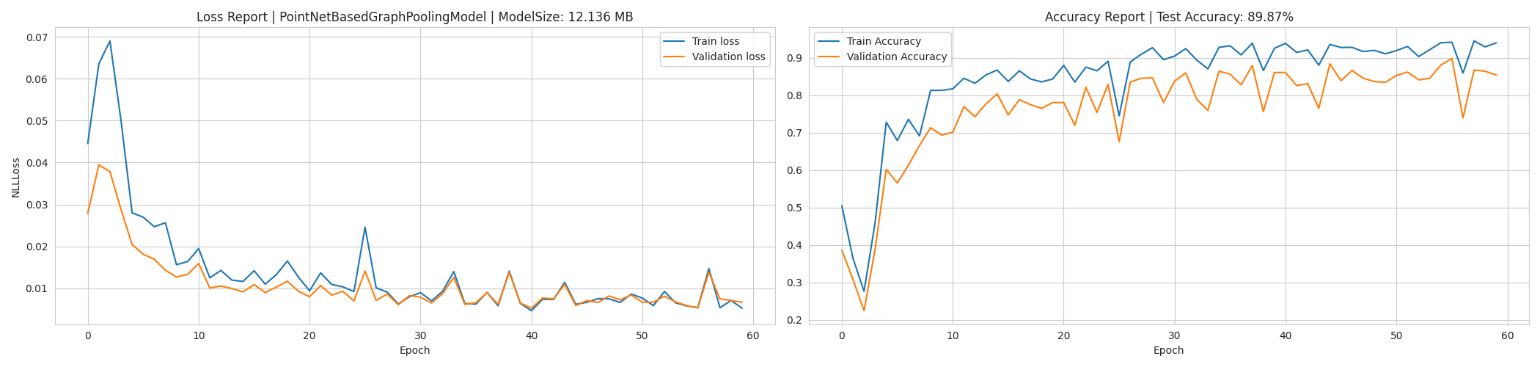 Loss Report | PointNetBasedGraphPoolingModel | ModelSize: 12.136 MB
Train loss
Validation loss
NLLLoss
0.07
0.06
0.05
0.04
0.03
0.02
0.01
0 10 20 30 40 50 60
Epoch
Accuracy Report | Test Accuracy: 89.87%
Train Accuracy
Validation Accuracy
0.9
0.8
0.7
0.6
0.5
0.4
0.3
0.2
0 10 20 30 40 50 60
Epoch